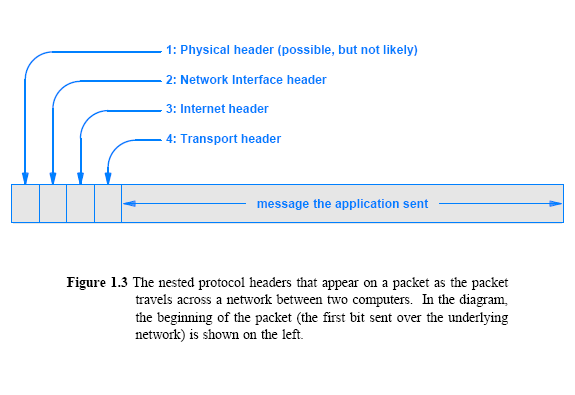 1: Physical header (possible, but not likely)
2: Network Interface header
3: Internet header
4: Transport header
message the application sent
Figure 1.3 The nested protocol headers that appear on a packet as the packet
travels across a network between two computers. In the diagram,
the beginning of the packet (the first bit sent over the underlying
network) is shown on the left.